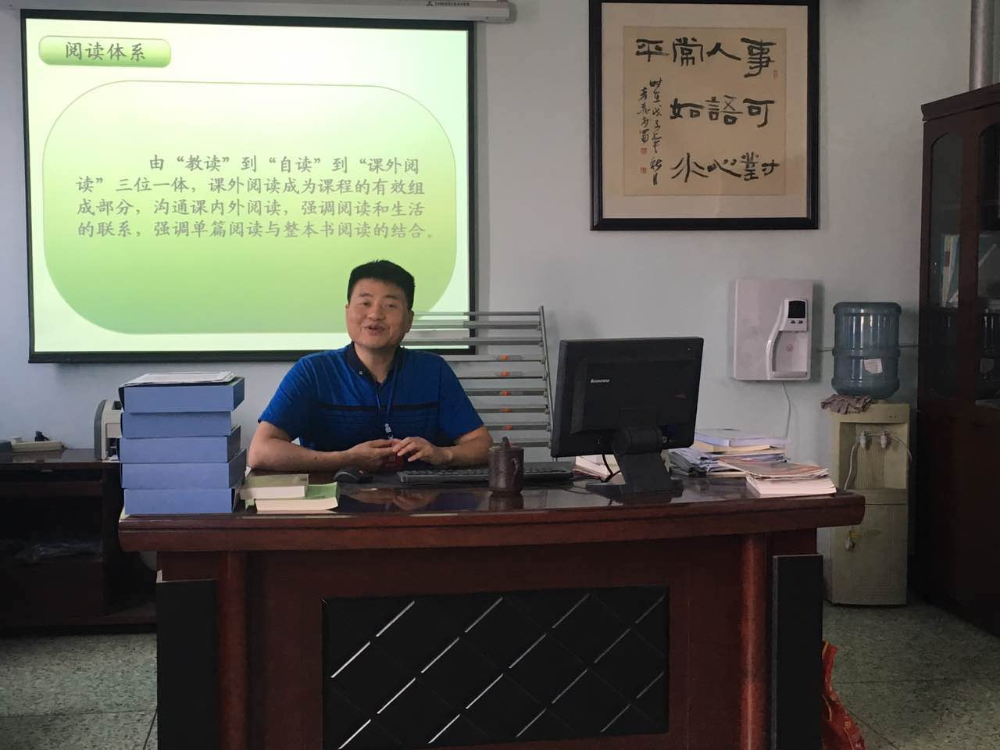 阅读体系
由“教读”到“自读”到“课外阅
读”三位一体，课外阅读成为课程的有效组
成部分，沟通课内外阅读，强调阅读和生活
的联系，强调单篇阅读与整本书阅读的结合。
事人常平
可語如
對心水
lenovo